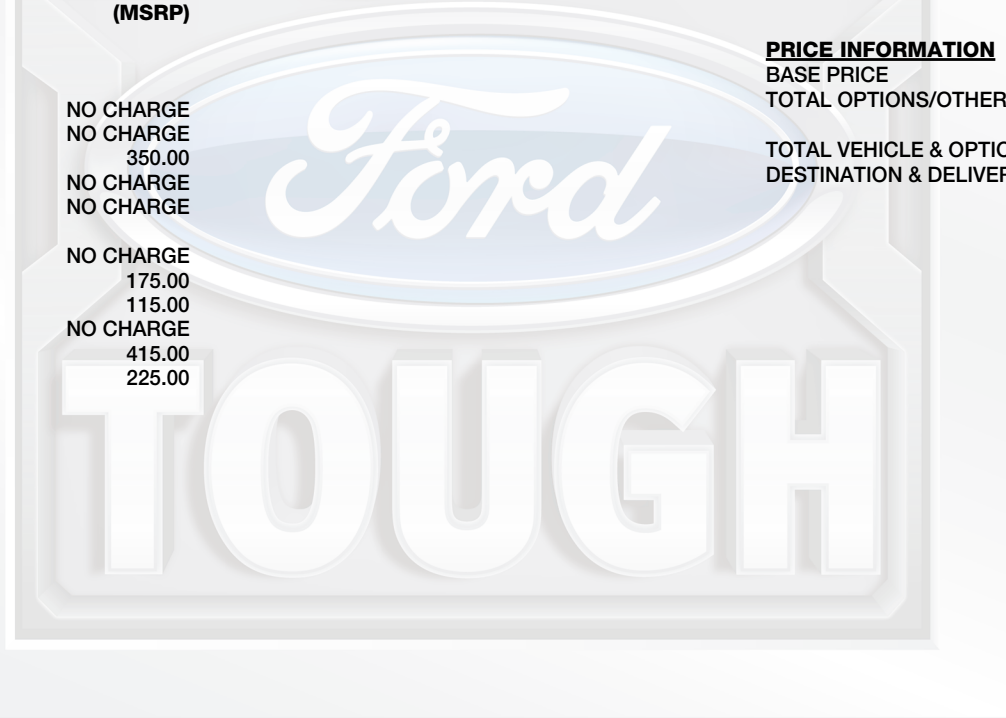 (MSRP)
NO CHARGE
NO CHARGE
350.00
NO CHARGE
NO CHARGE
NO CHARGE
175.00
115.00
NO CHARGE
415.00
225.00
PRICE INFORMATION
BASE PRICE
TOTAL OPTIONS/OTHER
TOTAL VEHICLE &
DESTINATION &
Ford
TOUGH